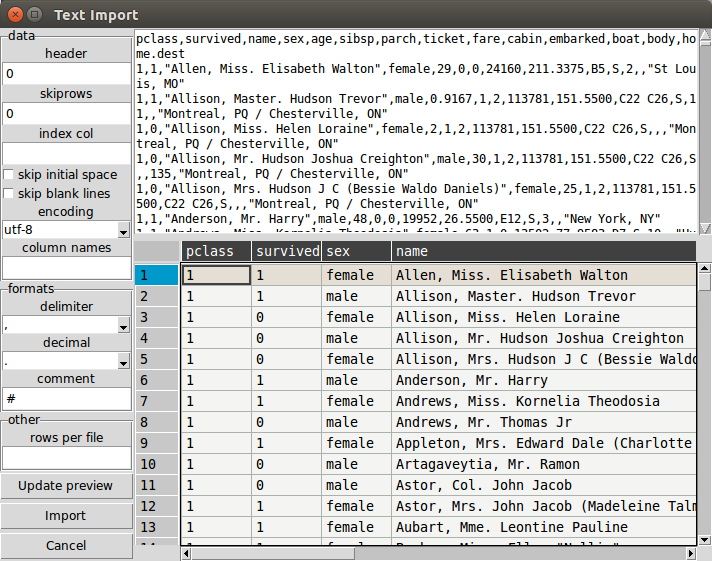 Text Import
data
header
0
skiprows
0
index col
skip initial space
skip blank lines
encoding
utf-8
column names
formats
delimiter
,
decimal
.
comment
#
other
rows per file
Update preview
Import
Cancel
pclass,survived,name,sex,age,sibsp,parch,ticket,fare,cabin,embarked,boat,body,ho
me.dest
1,1,"Allen, Miss. Elisabeth Walton",female,29,0,0,24160,211.3375,B5,S,2,,"St Lou
is, MO"
1,1,"Allison, Master. Hudson Trevor",male,0.9167,1,2,113781,151.5500,C22 C26,S,1
1,,"Montreal, PQ / Chesterville, ON"
1,0,"Allison, Miss. Helen Loraine",female,2,1,2,113781,151.5500,C22 C26,S,,,"Mon
treal, PQ / Chesterville, ON"
1,0,"Allison, Mr. Hudson Joshua Creighton",male,30,1,2,113781,151.5500,C22 C26,S
,,135,"Montreal, PQ / Chesterville, ON"
1,0,"Allison, Mrs. Hudson J C (Bessie Waldo Daniels)",female,25,1,2,113781,151.5
500,C22 C26,S,,,"Montreal, PQ / Chesterville, ON"
1,1,"Anderson, Mr. Harry",male,48,0,0,19952,26.5500,E12,S,3,,"New York, NY"
pclass survived sex name
1 1 1 female Allen, Miss. Elisabeth Walton
2 1 1 male Allison, Master. Hudson Trevor
3 1 0 female Allison, Miss. Helen Loraine
4 1 0 male Allison, Mr. Hudson Joshua Creighton
5 1 0 female Allison, Mrs. Hudson J C (Bessie Waldo
6 1 1 male Anderson, Mr. Harry
7 1 1 female Andrews, Miss. Kornelia Theodosia
8 1 0 male Andrews, Mr. Thomas Jr
9 1 1 female Appleton, Mrs. Edward Dale (Charlotte
10 1 0 male Artagaveytia, Mr. Ramon
11 1 0 male Astor, Col. John Jacob
12 1 1 female Astor, Mrs. John Jacob (Madeleine Talm
13 1 1 female Aubart, Mme. Leontine Pauline